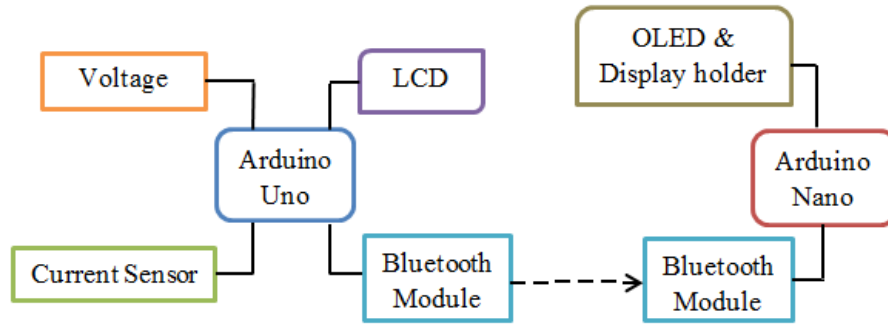 Voltage
LCD
OLED &
Display holder
Arduino
Uno
Arduino
Nano
Current Sensor
Bluetooth
Module
Bluetooth
Module